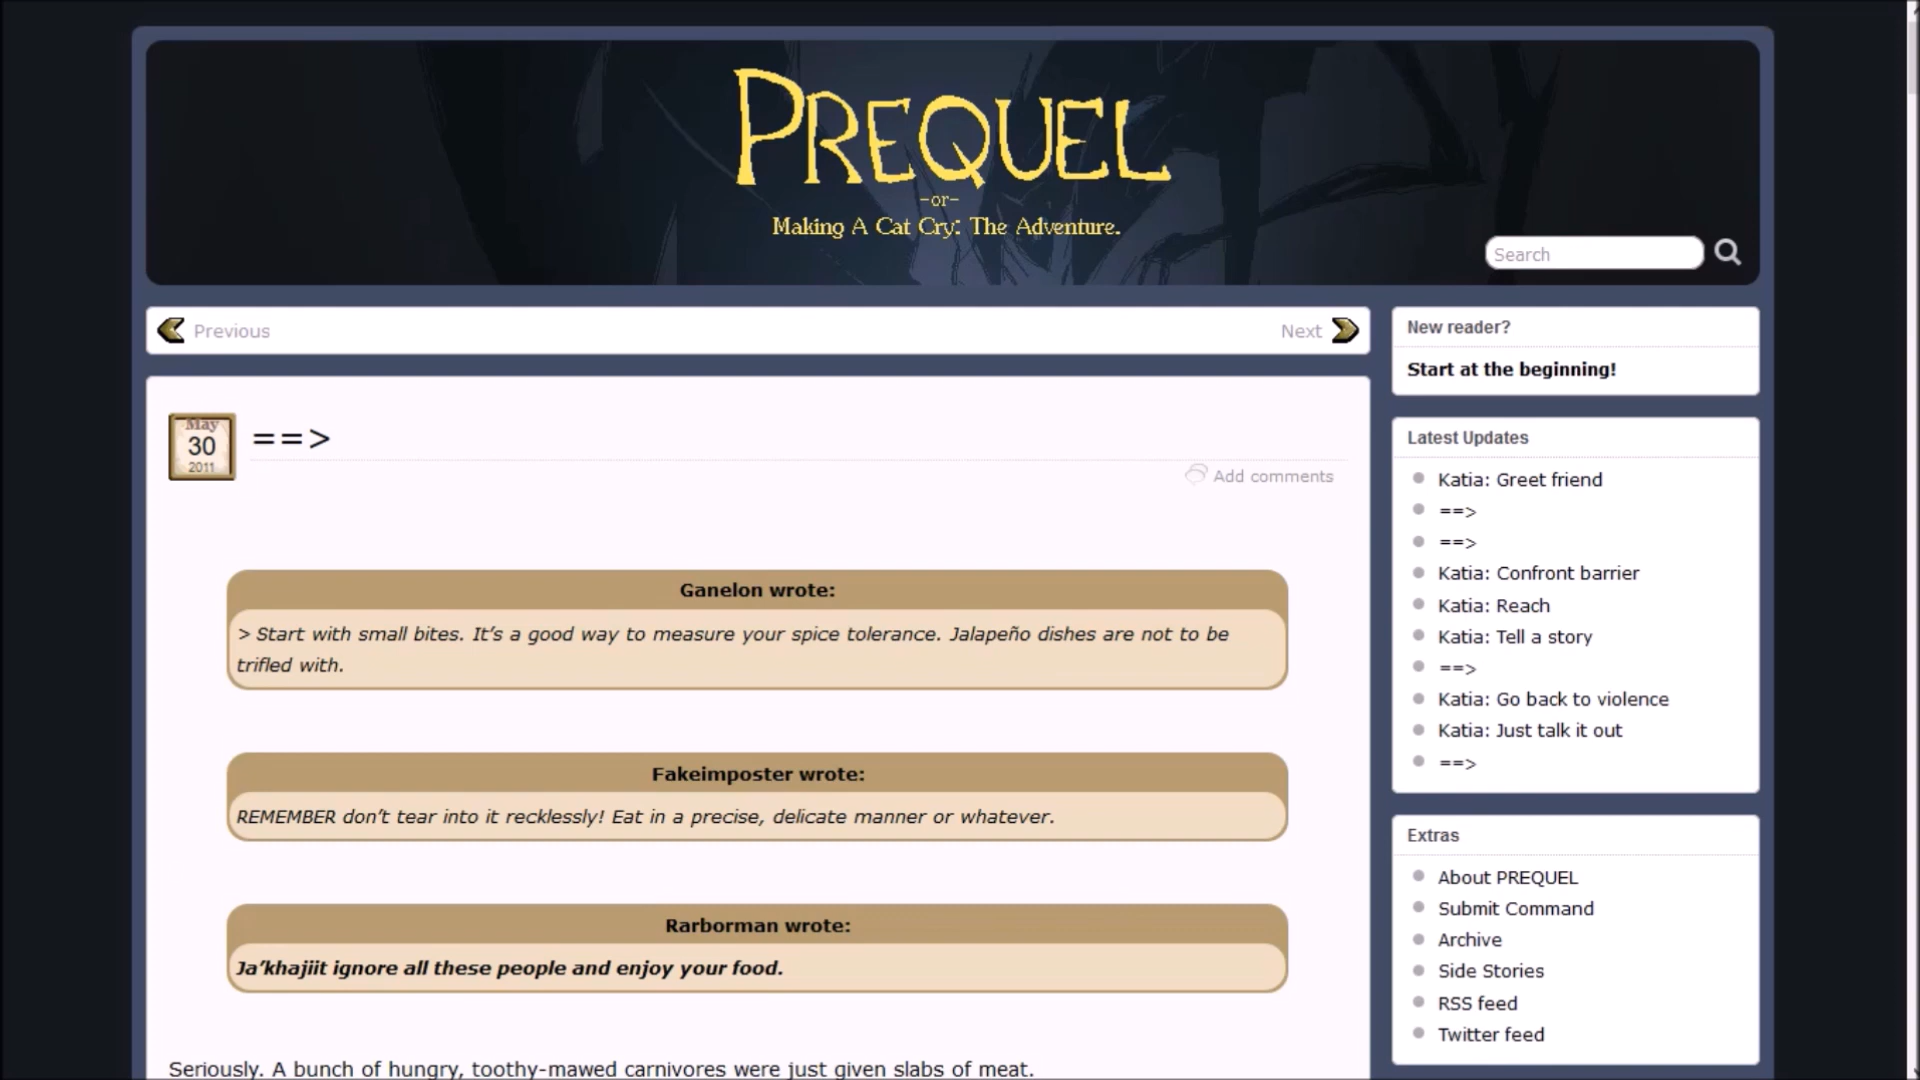 PREQUEL
-or-
Making A Cat Cry: The Adventure.
Search
Previous
Next
New reader?
Start at the beginning!
May
30
2011
==>
Add comments
Latest Updates
Katia: Greet friend
==>
==>
Katia: Confront barrier
Katia: Reach
Katia: Tell a story
==>
Katia: Go back to violence
Katia: Just talk it out
==>
Ganelon wrote:
> Start with small bites. It’s a good way to measure your spice tolerance. Jalapeño dishes are not to be
trifled with.
Fakeimposter wrote:
REMEMBER don’t tear into it recklessly! Eat in a precise, delicate manner or whatever.
Rarborman wrote:
Ja’khajiit ignore all these people and enjoy your food.
Extras
About PREQUEL
Submit Command
Archive
Side Stories
RSS feed
Twitter feed
Seriously. A bunch of hungry, toothy-mawed carnivores were just given slabs of meat.